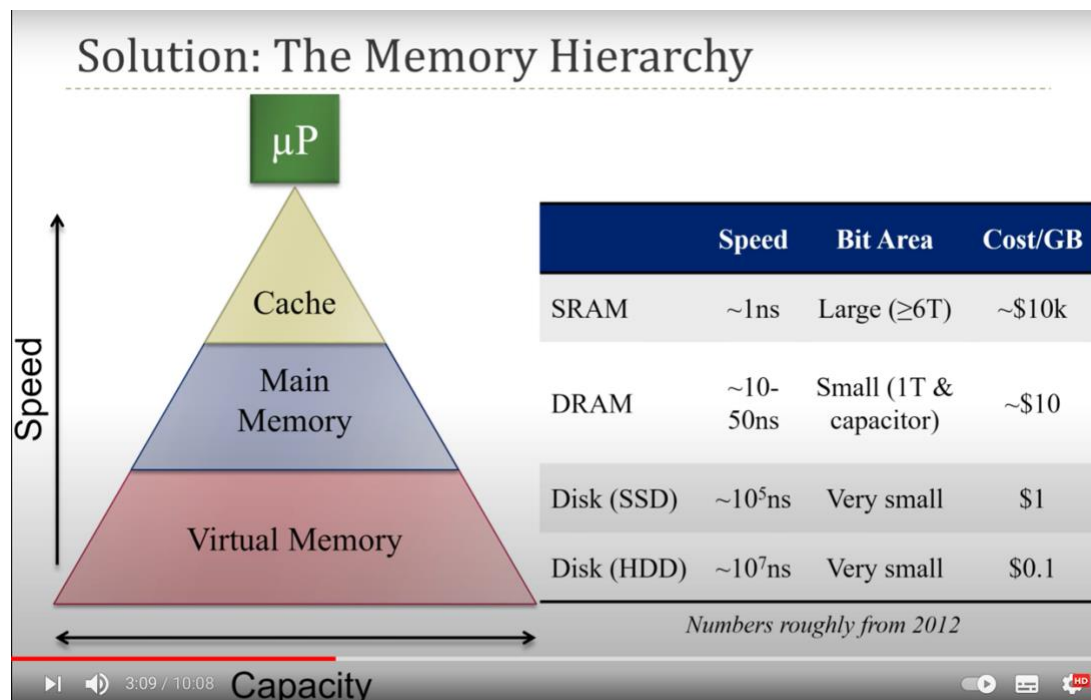 Solution: The Memory Hierarchy
μP
Cache
Main
Memory
Virtual Memory
Speed
Capacity
Speed Bit Area Cost/GB
SRAM ~1ns Large (≥6T) ~$10k
DRAM ~10-50ns Small (1T & capacitor) ~$10
Disk (SSD) ~10⁵ns Very small $1
Disk (HDD) ~10⁷ns Very small $0.1
Numbers roughly from 2012
3:09 / 10:08
HD